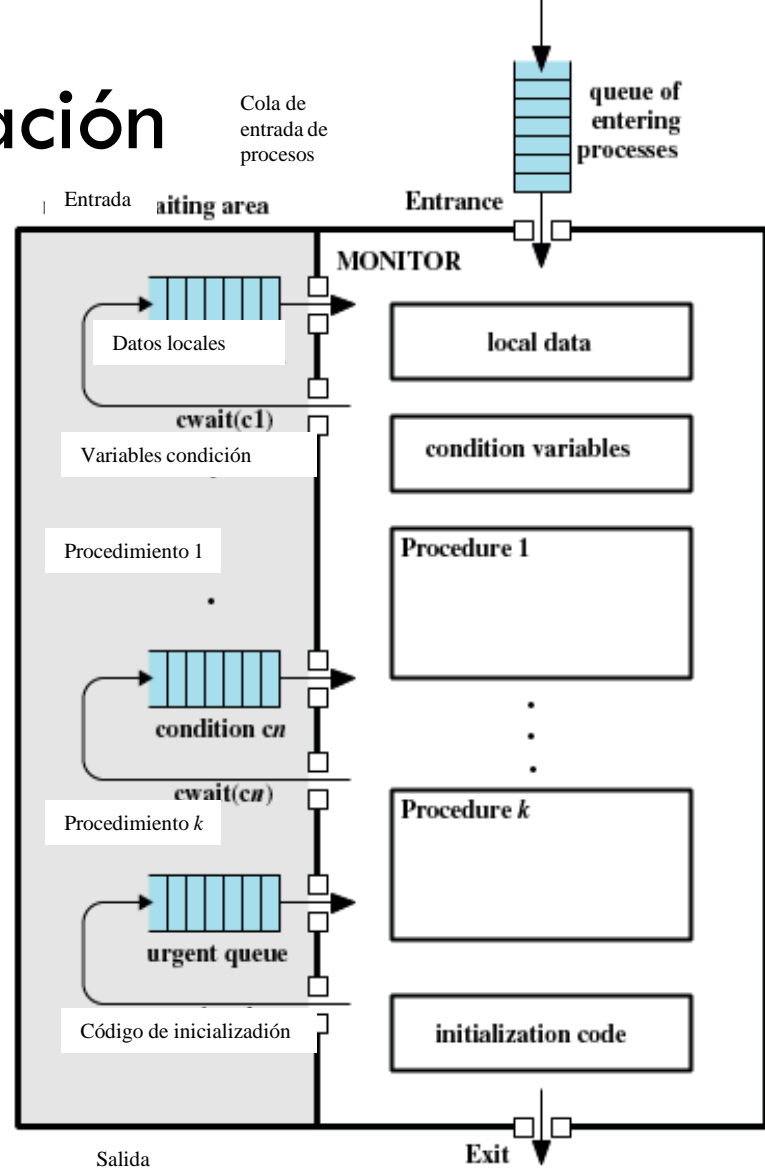 ación
Cola de
entrada de
procesos
queue of
entering
processes
Entrada
aiting area
Entrance
MONITOR
Datos locales
local data
cwait(c1)
Variables condición
condition variables
Procedimiento 1
Procedure 1
condition cn
cwait(cn)
Procedimiento k
Procedure k
urgent queue
Código de inicializadión
initialization code
Salida
Exit